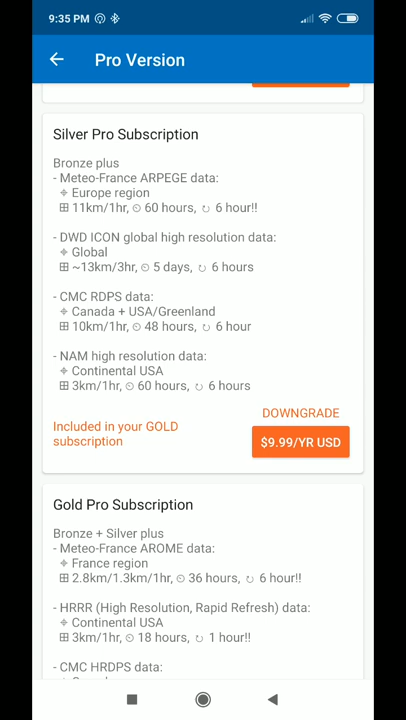 9:35 PM
Pro Version
Silver Pro Subscription
Bronze plus
- Meteo-France ARPEGE data:
Europe region
11km/1hr, 60 hours, 6 hour!!
- DWD ICON global high resolution data:
Global
~13km/3hr, 5 days, 6 hours
- CMC RDPS data:
Canada + USA/Greenland
10km/1hr, 48 hours, 6 hour
- NAM high resolution data:
Continental USA
3km/1hr, 60 hours, 6 hours
DOWNGRADE
Included in your GOLD
subscription
$9.99/YR USD
Gold Pro Subscription
Bronze + Silver plus
- Meteo-France AROME data:
France region
2.8km/1.3km/1hr, 36 hours, 6 hour!!
- HRRR (High Resolution, Rapid Refresh) data:
Continental USA
3km/1hr, 18 hours, 1 hour!!
- CMC HRDPS data: